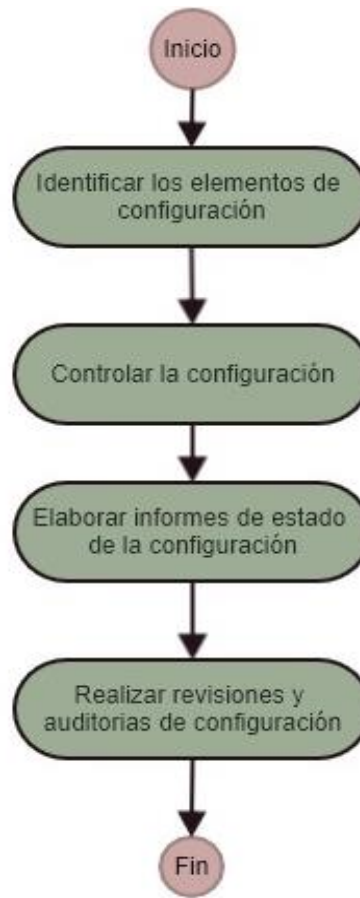 Inicio
Identificar los elementos de
configuración
Controlar la configuración
Elaborar informes de estado
de la configuración
Realizar revisiones y
auditorias de configuración
Fin